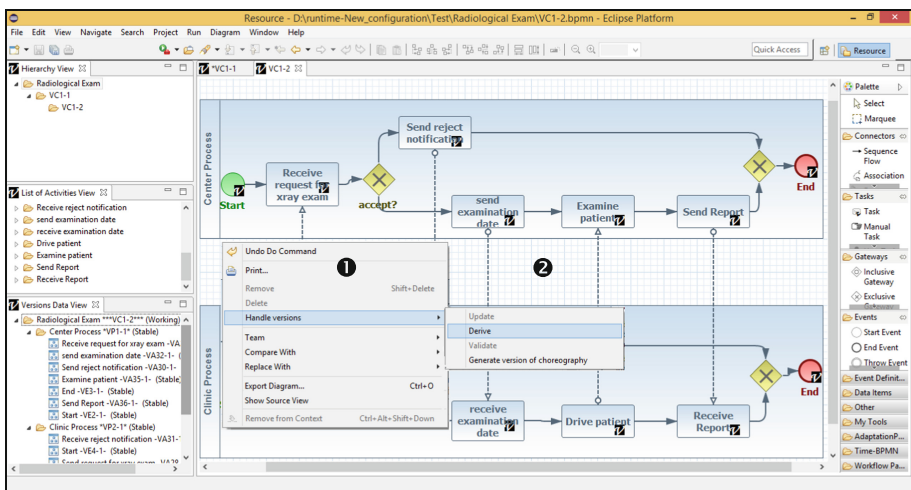 Resource - D:\runtime-New_configuration\Test\Radiological Exam\VC1-2.bpmn - Eclipse Platform
File Edit View Navigate Search Project Run Diagram Window Help
Quick Access
Resource
Hierarchy View
Radiological Exam
VC1-1
VC1-2
List of Activities View
Receive reject notification
send examination date
receive examination date
Drive patient
Examine patient
Send Report
Receive Report
Versions Data View
Radiological Exam ***VC1-2*** (Working)
Center Process *VP1-1* (Stable)
Receive request for xray exam -VA
send examination date -VA32-1- (
Send reject notification -VA30-1-
Examine patient -VA35-1- (Stable)
End -VE3-1- (Stable)
Send Report -VA36-1- (Stable)
Start -VE2-1- (Stable)
Clinic Process *VP2-1* (Stable)
Receive reject notification -VA31-1
Start -VE4-1- (Stable)
*VC1-1
VC1-2
Center Process
Start
Receive
request for
xray exam
accept?
Send reject
notification
send
examination
date
Examine
patient
Send Report
End
Undo Do Command
Print...
Remove Shift+Delete
Delete
Handle versions
Team
Compare With
Replace With
Export Diagram... Ctrl+O
Show Source View
Remove from Context Ctrl+Alt+Shift+Down
1
2
Update
Derive
Validate
Generate version of choreography
Clinic Process
receive
examination
date
Drive patient
Receive
Report
End
Palette
Select
Marquee
Connectors
Sequence
Flow
Association
Tasks
Task
Manual
Task
Gateways
Inclusive
Gateway
Exclusive
Gateway
Events
Start Event
End Event
Throw Event
Event Definit...
Data Items
Other
My Tools
AdaptationP...
Time-BPMN
Workflow Pa...